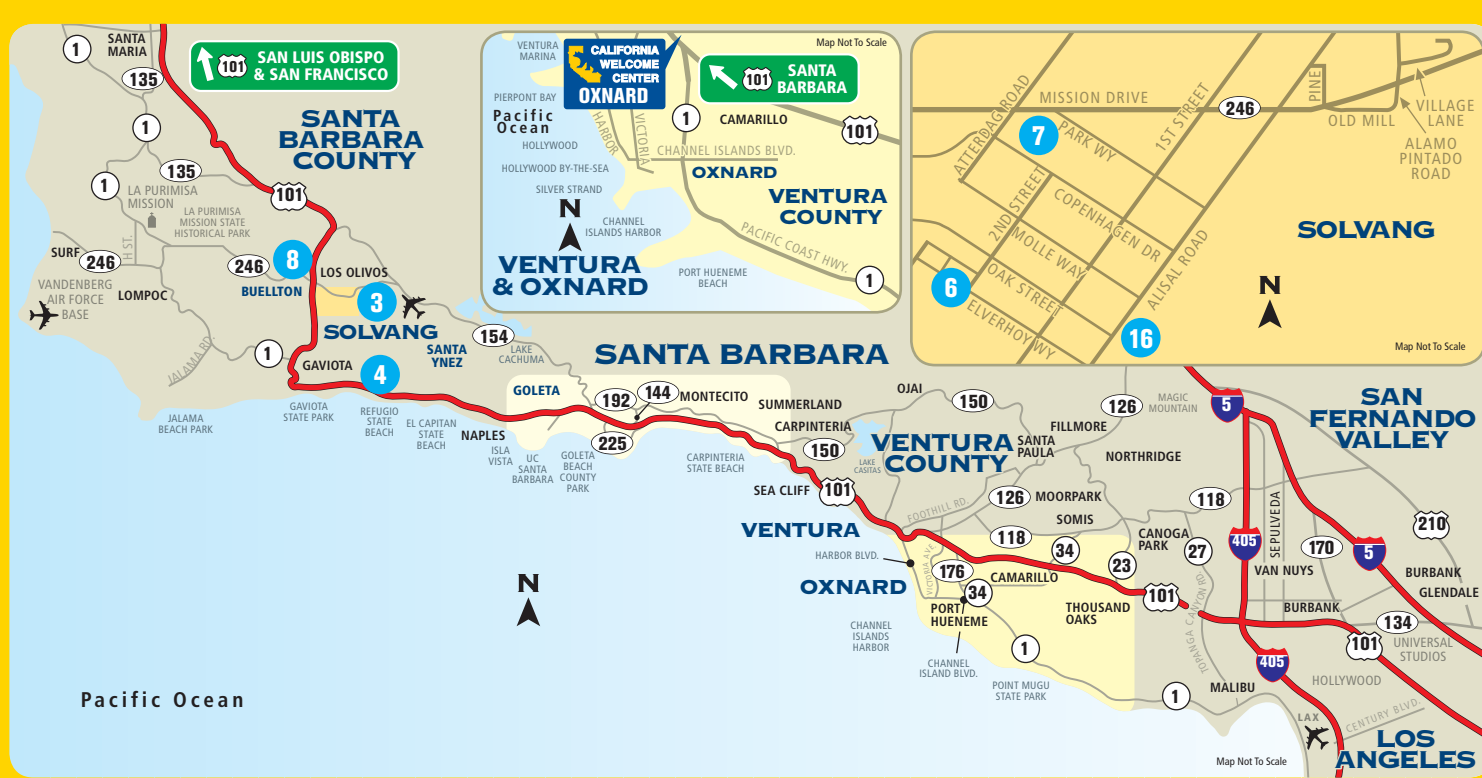 SANTA
MARIA
1
135
101
SAN LUIS OBISPO
& SAN FRANCISCO
SANTA
BARBARA
COUNTY
1
135
1
101
LA PURIMISA
MISSION
LA PURIMISA
MISSION STATE
HISTORICAL PARK
H ST.
SURF
246
246
8
LOS OLIVOS
BUELLTON
VANDENBERG
AIR FORCE
BASE
LOMPOC
3
SOLVANG
SANTA
YNEZ
154
LAKE
CACHUMA
1
JALAMA RD.
GAVIOTA
4
JALAMA
BEACH PARK
GAVIOTA
STATE PARK
REFUGIO
STATE
BEACH
EL CAPITAN
STATE
BEACH
NAPLES
ISLA
VISTA
UC
SANTA
BARBARA
GOLETA
BEACH
COUNTY
PARK
SANTA BARBARA
GOLETA
192
144
MONTECITO
225
SUMMERLAND
CARPINTERIA
CARPINTERIA
STATE BEACH
150
SEA CLIFF
101
LAKE
CASITAS
OJAI
150
VENTURA
COUNTY
SANTA
PAULA
FILLMORE
126
MAGIC
MOUNTAIN
5
SAN
FERNANDO
VALLEY
NORTHRIDGE
126
MOORPARK
118
SOMIS
FOOTHILL RD.
VENTURA
HARBOR BLVD.
OXNARD
VICTORIA AVE.
118
34
176
CAMARILLO
34
23
CANOGA
PARK
27
TOPANGA CANYON RD.
SEPULVEDA
405
170
210
5
VAN NUYS
BURBANK
GLENDALE
BURBANK
101
134
101
UNIVERSAL
STUDIOS
PORT
HUENEME
THOUSAND
OAKS
CHANNEL
ISLANDS
HARBOR
CHANNEL
ISLAND BLVD.
1
POINT MUGU
STATE PARK
1
MALIBU
405
HOLLYWOOD
LAX
CENTURY BLVD.
LOS
ANGELES
Map Not To Scale
N
Pacific Ocean
VENTURA
MARINA
CALIFORNIA
WELCOME
CENTER
OXNARD
Map Not To Scale
101
SANTA
BARBARA
PIERPONT BAY
Pacific
Ocean
HARBOR
VICTORIA
1
CAMARILLO
101
HOLLYWOOD
CHANNEL ISLANDS BLVD.
HOLLYWOOD BY-THE-SEA
OXNARD
SILVER STRAND
VENTURA
COUNTY
N
CHANNEL
ISLANDS HARBOR
PACIFIC COAST HWY.
VENTURA
& OXNARD
PORT HUENEME
BEACH
1
ATTERDAG ROAD
MISSION DRIVE
7
PARK WY
1ST STREET
246
PINE
OLD MILL
VILLAGE
LANE
ALAMO
PINTADO
ROAD
2ND STREET
COPENHAGEN DR
MOLLE WAY
OAK STREET
6
ELVERHOY WY
ALISAL ROAD
16
SOLVANG
N
Map Not To Scale